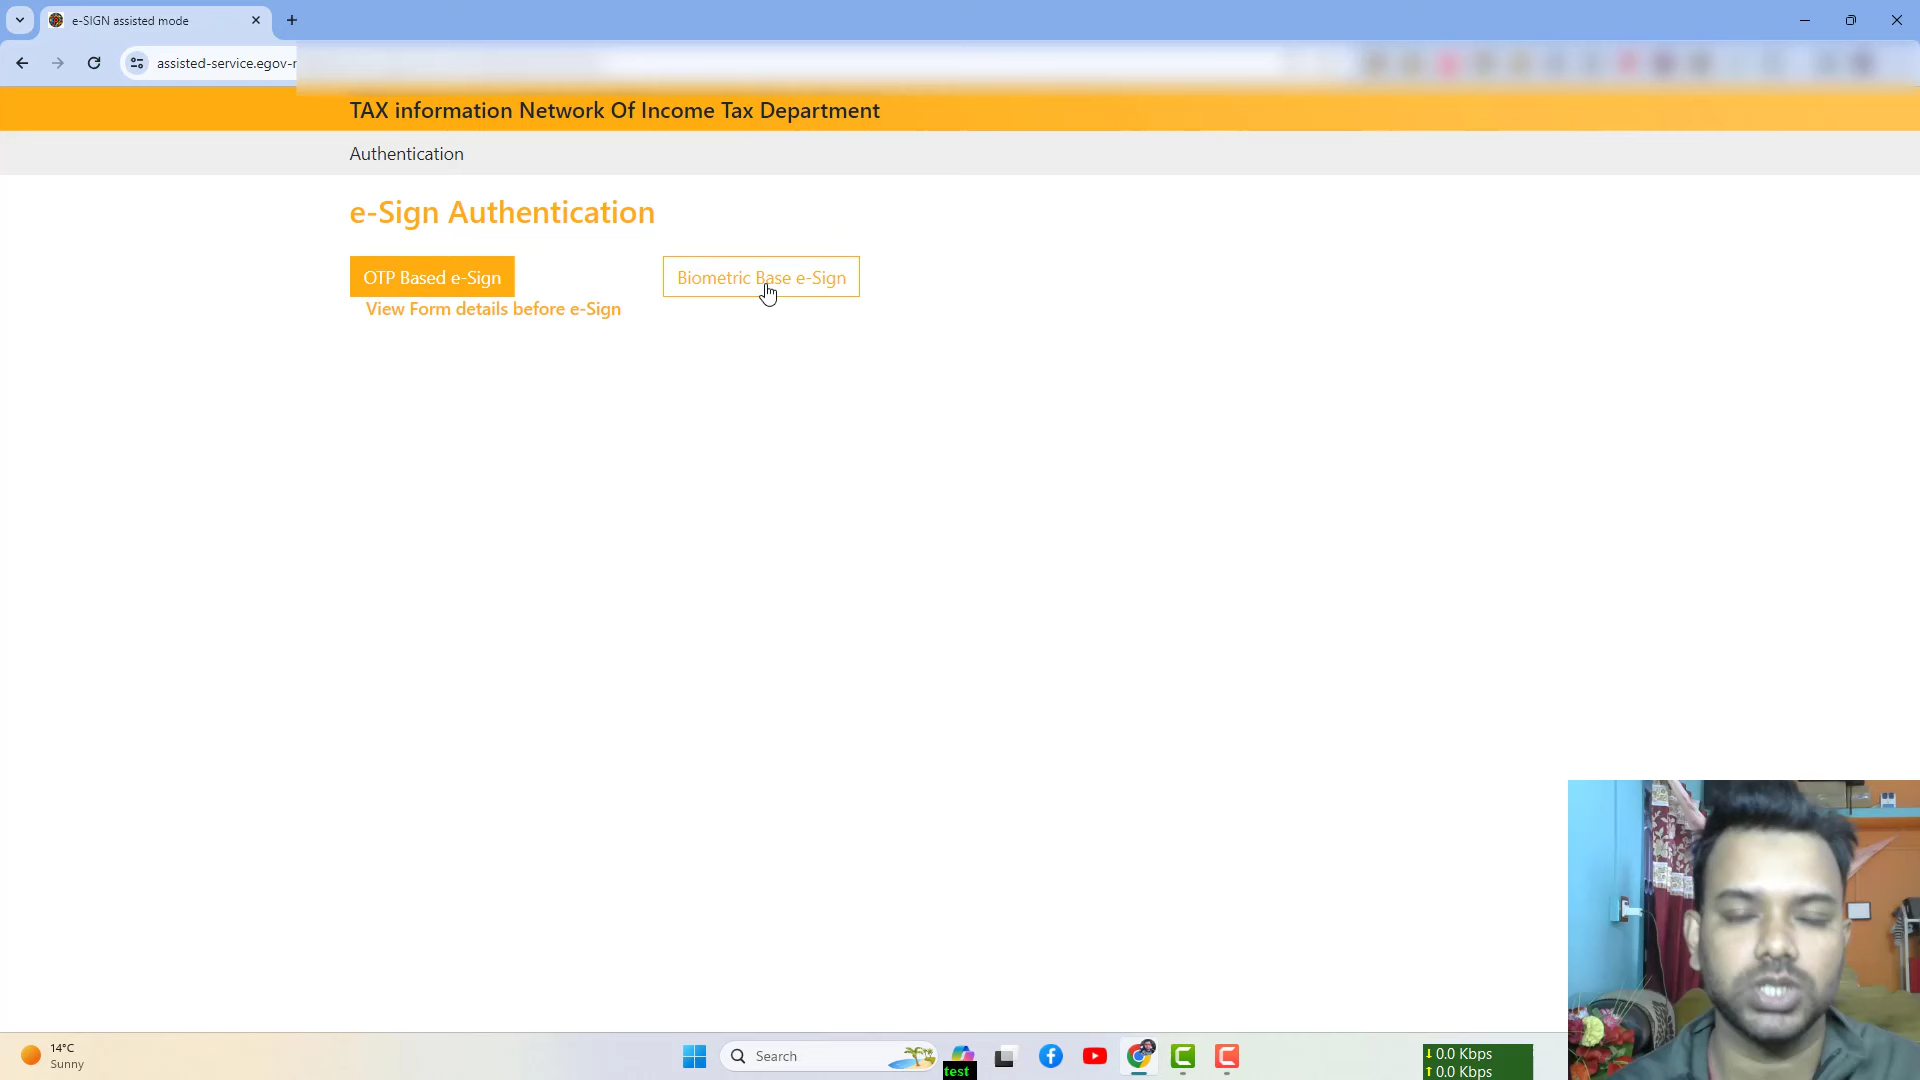 e-SIGN assisted mode
assisted-service.egov-n
TAX information Network Of Income Tax Department
Authentication
e-Sign Authentication
OTP Based e-Sign
Biometric Base e-Sign
View Form details before e-Sign
14°C
Sunny
Search
test
↓ 0.0 Kbps
↑ 0.0 Kbps